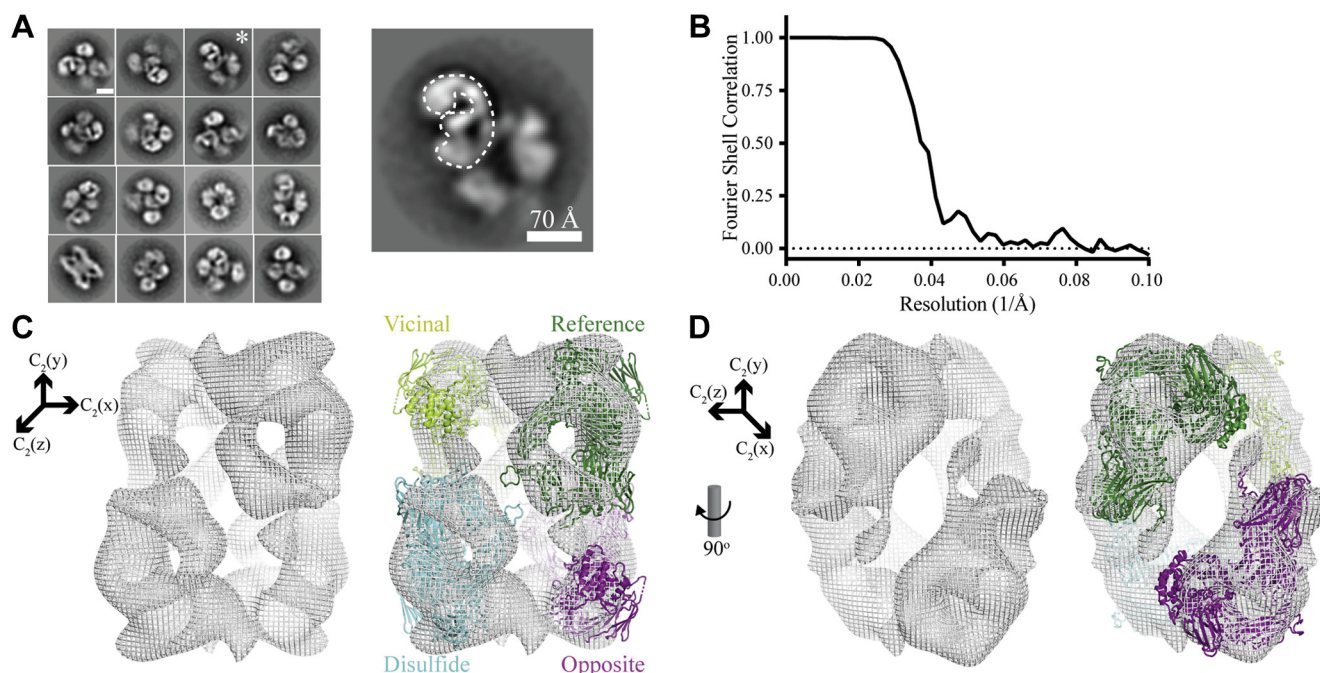 A
*
70 Å
B
Fourier Shell Correlation
1.00
0.75
0.50
0.25
0.00
0.00
0.02
0.04
0.06
0.08
0.10
Resolution (1/Å)
C
C2(y)
C2(x)
C2(z)
Vicinal
Reference
Disulfide
Opposite
D
C2(y)
C2(z)
C2(x)
90°